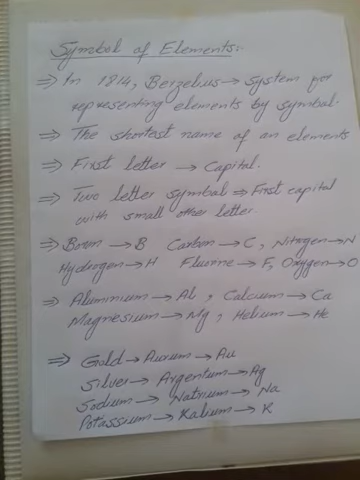 Symbol of Elements:-
⇒ In 1814, Berzelius → system for
representing elements by symbol.
⇒ The shortest name of an elements
⇒ First letter → Capital.
⇒ Two letter symbol ⇒ First capital
with small other letter.
⇒ Boron → B Carbon → C, Nitrogen → N
Hydrogen → H Fluorine → F, Oxygen → O
⇒ Aluminium → Al, Calcium → Ca
Magnesium → Mg, Helium → He
⇒ Gold → Aurum → Au
Silver → Argentum → Ag
Sodium → Natrium → Na
Potassium → Kalium → K